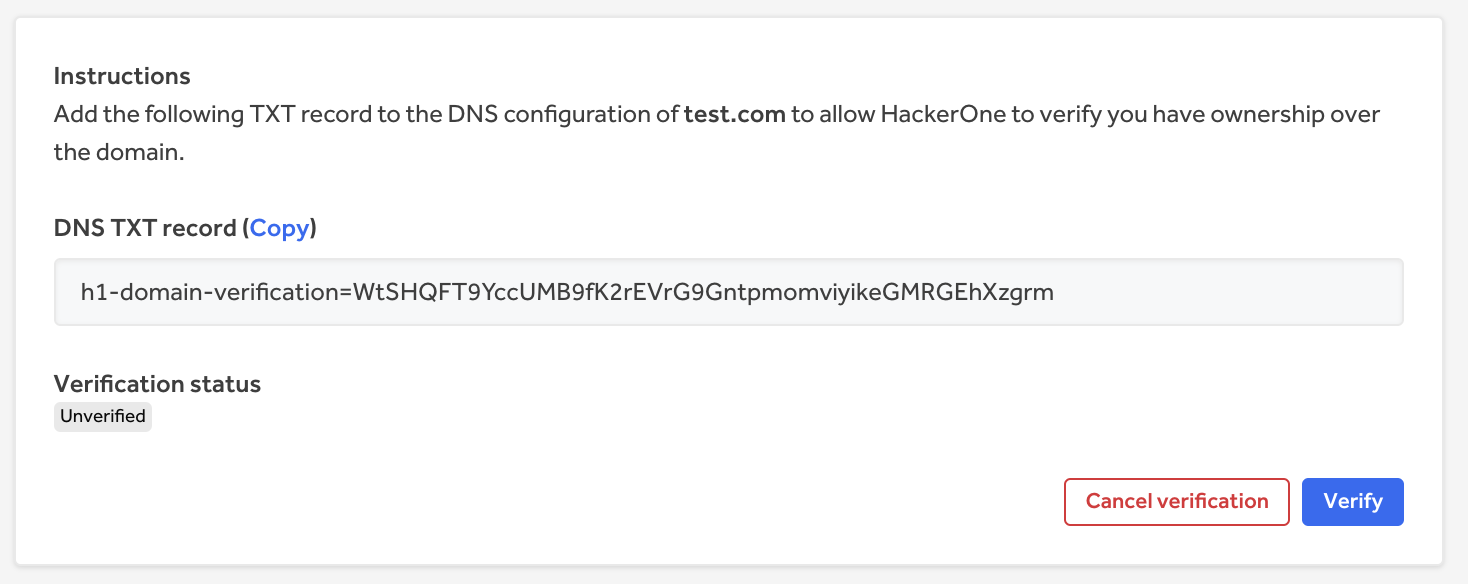 Instructions
Add the following TXT record to the DNS configuration of test.com to allow HackerOne to verify you have ownership over
the domain.
DNS TXT record (Copy)
h1-domain-verification=WtSHQFT9YccUMB9fK2rEVrG9GntpmomviyikeGMRGEhXzgrm
Verification status
Unverified
Cancel verification
Verify